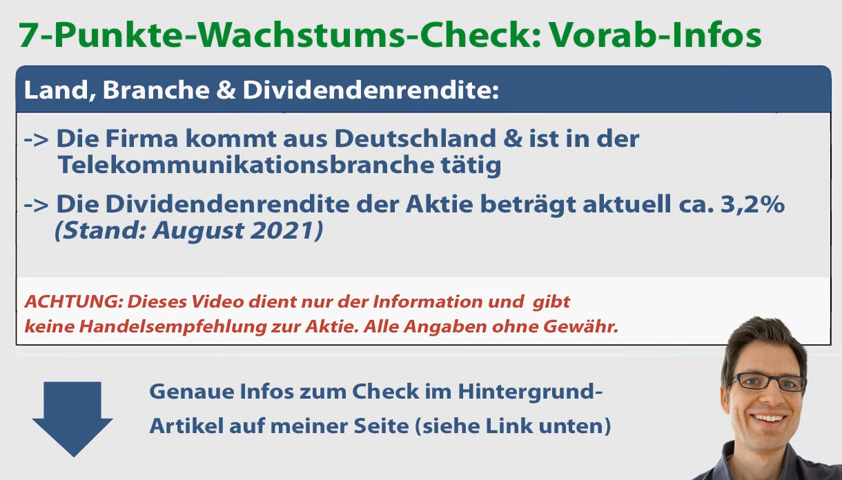 7-Punkte-Wachstums-Check: Vorab-Infos
Land, Branche & Dividendenrendite:
-> Die Firma kommt aus Deutschland & ist in der
Telekommunikationsbranche tätig
-> Die Dividendenrendite der Aktie beträgt aktuell ca. 3,2%
(Stand: August 2021)
ACHTUNG: Dieses Video dient nur der Information und gibt
keine Handelsempfehlung zur Aktie. Alle Angaben ohne Gewähr.
Genaue Infos zum Check im Hintergrund-
Artikel auf meiner Seite (siehe Link unten)